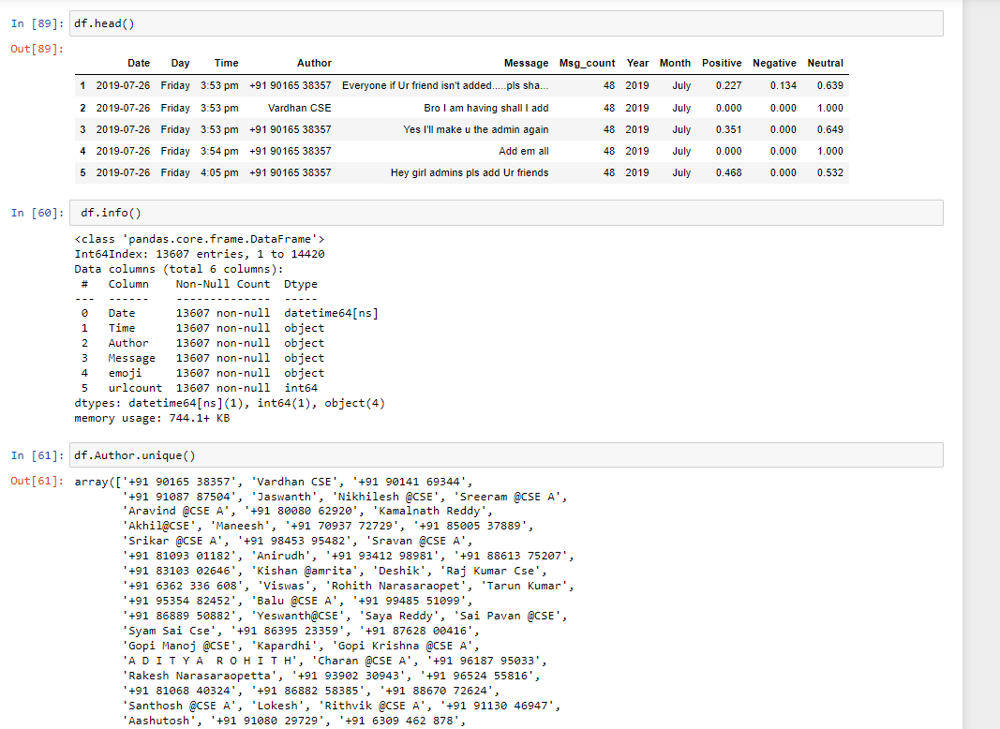 In [89]: df.head()
Out[89]:
Date Day Time Author Message Msg_count Year Month Positive Negative Neutral
1 2019-07-26 Friday 3:53 pm +91 90165 38357 Everyone if Ur friend isn't added.....pls sha... 48 2019 July 0.227 0.134 0.639
2 2019-07-26 Friday 3:53 pm Vardhan CSE Bro I am having shall I add 48 2019 July 0.000 0.000 1.000
3 2019-07-26 Friday 3:53 pm +91 90165 38357 Yes I'll make u the admin again 48 2019 July 0.351 0.000 0.649
4 2019-07-26 Friday 3:54 pm +91 90165 38357 Add em all 48 2019 July 0.000 0.000 1.000
5 2019-07-26 Friday 4:05 pm +91 90165 38357 Hey girl admins pls add Ur friends 48 2019 July 0.468 0.000 0.532
In [60]: df.info()
<class 'pandas.core.frame.DataFrame'>
Int64Index: 13607 entries, 1 to 14420
Data columns (total 6 columns):
# Column Non-Null Count Dtype
--- ------ -------------- -----
0 Date 13607 non-null datetime64[ns]
1 Time 13607 non-null object
2 Author 13607 non-null object
3 Message 13607 non-null object
4 emoji 13607 non-null object
5 urlcount 13607 non-null int64
dtypes: datetime64[ns](1), int64(1), object(4)
memory usage: 744.1+ KB
In [61]: df.Author.unique()
Out[61]: array(['+91 90165 38357', 'Vardhan CSE', '+91 90141 69344',
'+91 91087 87504', 'Jaswanth', 'Nikhilesh @CSE', 'Sreeram @CSE A',
'Aravind @CSE A', '+91 80080 62920', 'Kamalnath Reddy',
'Akhil@CSE', 'Maneesh', '+91 70937 72729', '+91 85005 37889',
'Srikar @CSE A', '+91 98453 95482', 'Sravan @CSE A',
'+91 81093 01182', 'Anirudh', '+91 93412 98981', '+91 88613 75207',
'+91 83103 02646', 'Kishan @amrita', 'Deshik', 'Raj Kumar Cse',
'+91 6362 336 608', 'Viswas', 'Rohith Narasaraopet', 'Tarun Kumar',
'+91 95354 82452', 'Balu @CSE A', '+91 99485 51099',
'+91 86889 50882', 'Yeswanth@CSE', 'Saya Reddy', 'Sai Pavan @CSE',
'Syam Sai Cse', '+91 86395 23359', '+91 87628 00416',
'Gopi Manoj @CSE', 'Kapardhi', 'Gopi Krishna @CSE A',
'A D I T Y A  R O H I T H', 'Charan @CSE A', '+91 96187 95033',
'Rakesh Narasaraopetta', '+91 93902 30943', '+91 96524 55816',
'+91 81068 40324', '+91 86882 58385', '+91 88670 72624',
'Santhosh @CSE A', 'Lokesh', 'Rithvik @CSE A', '+91 91130 46947',
'Aashutosh', '+91 91080 29729', '+91 6309 462 878',